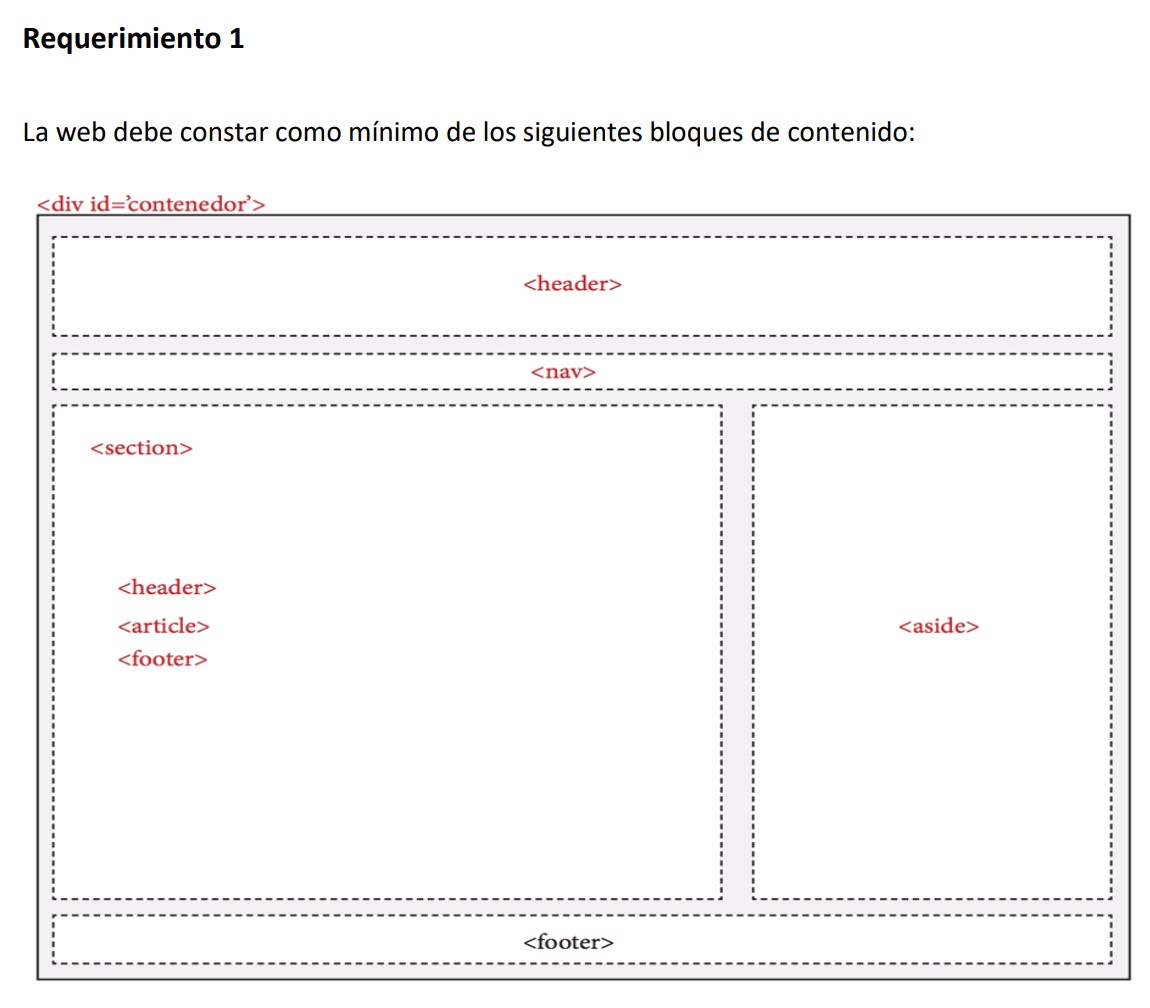 Requerimiento 1
La web debe constar como mínimo de los siguientes bloques de contenido:
<div id=’contenedor’>
<header>
<nav>
<section>
<header>
<article>
<footer>
<aside>
<footer>